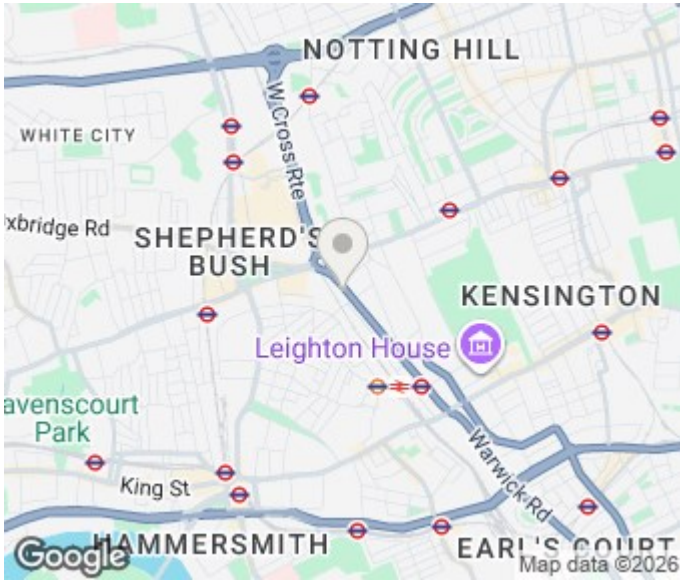 NOTTING HILL
WHITE CITY
W Cross Rte
xbridge Rd
SHEPHERD'S
BUSH
KENSINGTON
Leighton House
avenscourt
Park
Warwick Rd
King St
HAMMERSMITH
EARL'S COURT
Google
Map data ©2026